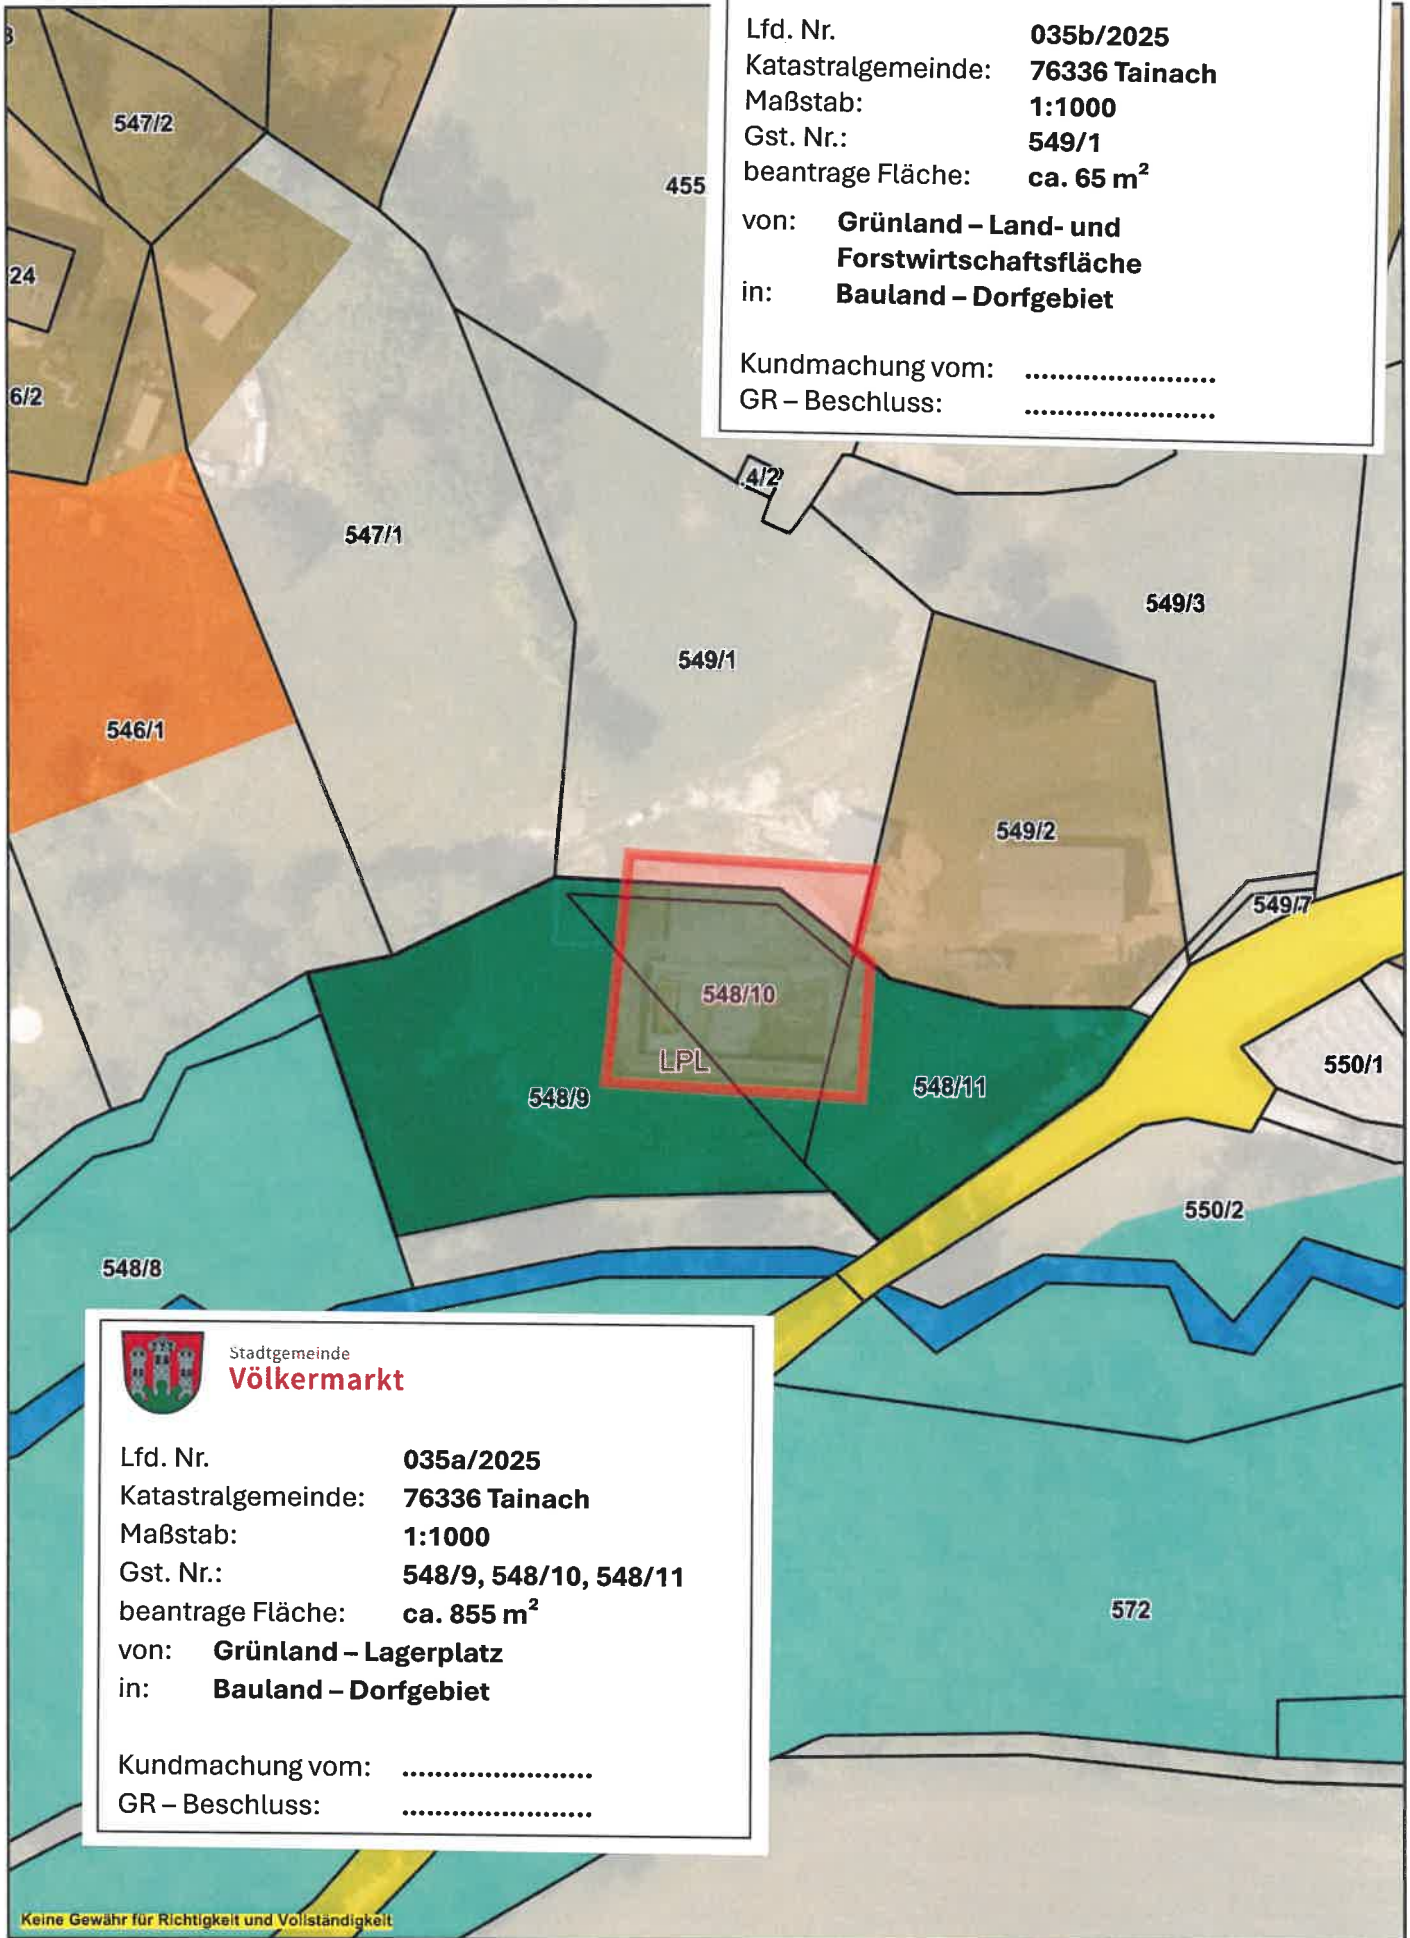 Lfd. Nr. 035b/2025
Katastralgemeinde: 76336 Tainach
Maßstab: 1:1000
Gst. Nr.: 549/1
beantrage Fläche: ca. 65 m²
von: Grünland – Land- und
Forstwirtschaftsfläche
in: Bauland – Dorfgebiet
Kundmachung vom: .......................
GR – Beschluss: .......................
3
547/2
455
24
6/2
.4/2
547/1
549/3
549/1
546/1
549/2
549/7
548/10
LPL
550/1
548/9
548/11
550/2
548/8
Stadtgemeinde
Völkermarkt
Lfd. Nr. 035a/2025
Katastralgemeinde: 76336 Tainach
Maßstab: 1:1000
Gst. Nr.: 548/9, 548/10, 548/11
beantrage Fläche: ca. 855 m²
von: Grünland – Lagerplatz
in: Bauland – Dorfgebiet
Kundmachung vom: .......................
GR – Beschluss: .......................
572
Keine Gewähr für Richtigkeit und Vollständigkeit